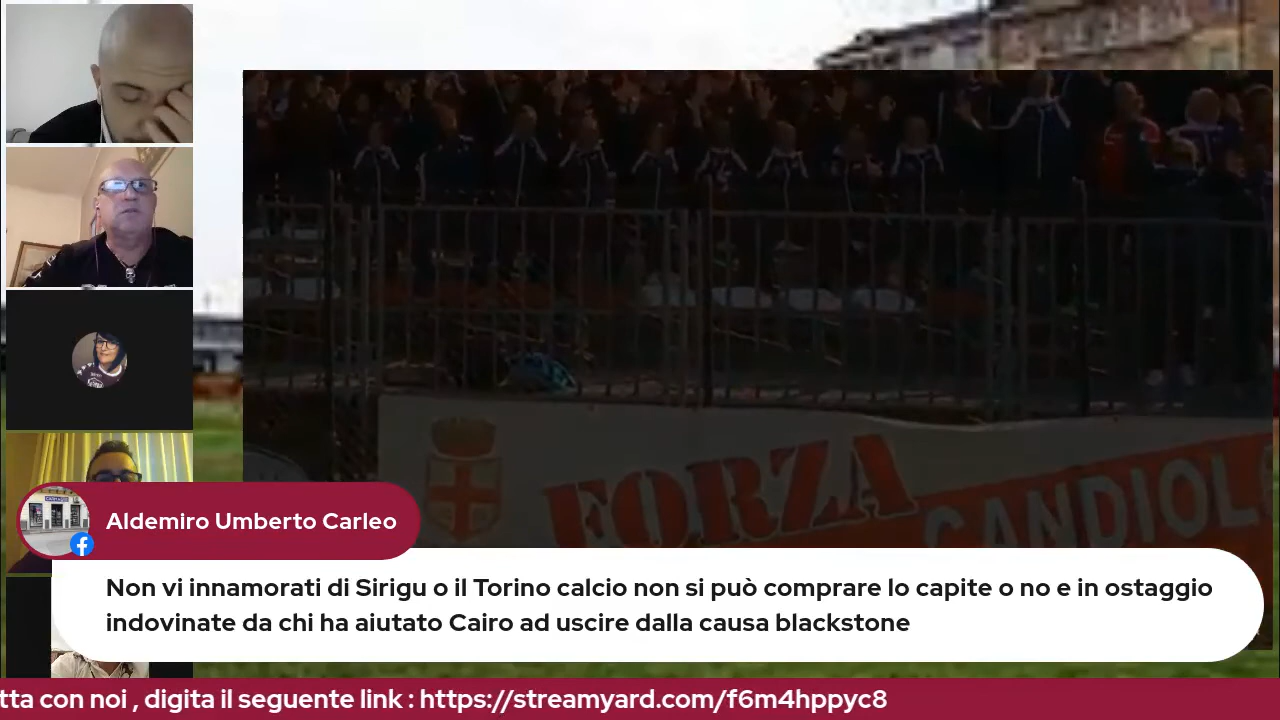 FORZA
CANDIOLO
Aldemiro Umberto Carleo
Non vi innamorati di Sirigu o il Torino calcio non si può comprare lo capite o no e in ostaggio
indovinate da chi ha aiutato Cairo ad uscire dalla causa blackstone
tta con noi , digita il seguente link : https://streamyard.com/f6m4hppyc8